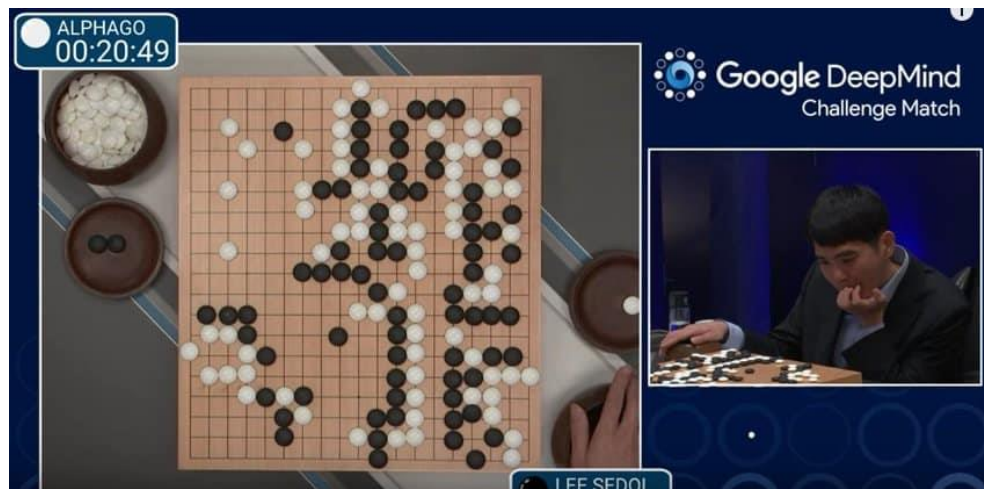 ALPHAGO
00:20:49
Google DeepMind
Challenge Match
LEE SEDOL